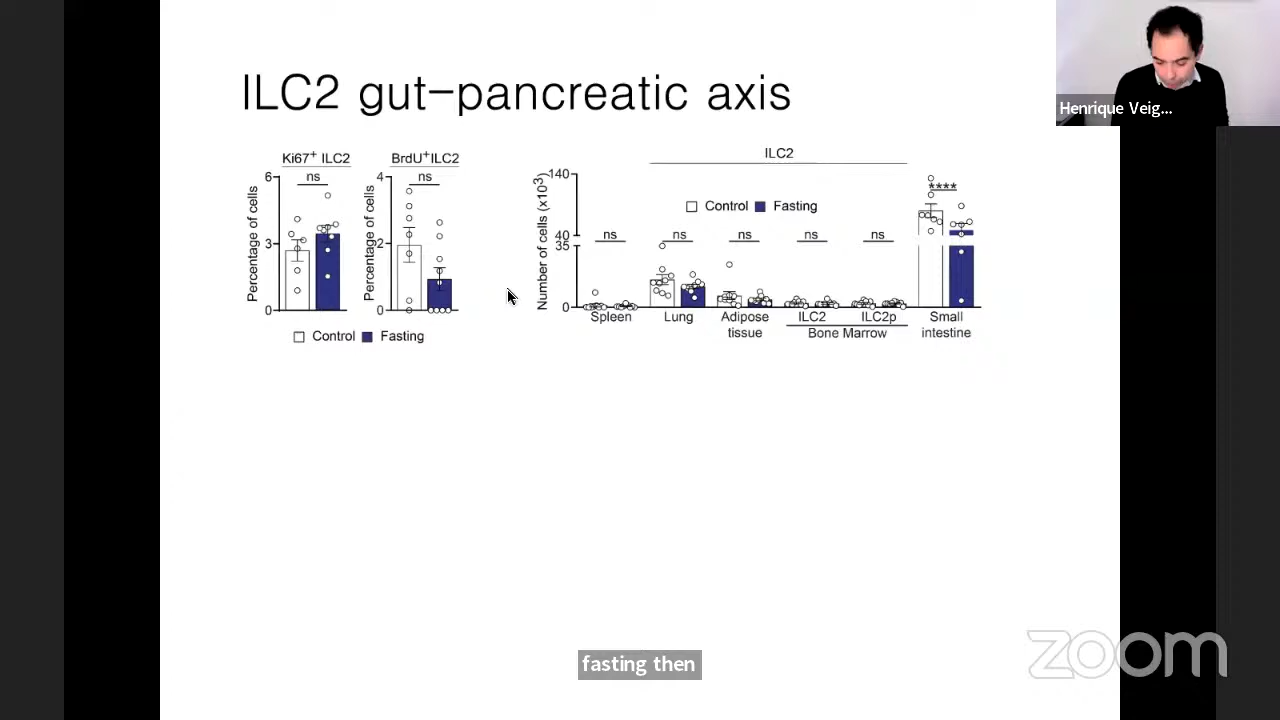 ILC2 gut-pancreatic axis
Henrique Veig...
Ki67+ ILC2
ns
6
3
0
Percentage of cells
BrdU+ILC2
ns
4
2
0
Percentage of cells
Control Fasting
ILC2
140
40
35
0
Number of cells (x103)
Control Fasting
ns ns ns ns ns ****
Spleen Lung Adipose tissue ILC2 ILC2p Small intestine
Bone Marrow
fasting then
zoom